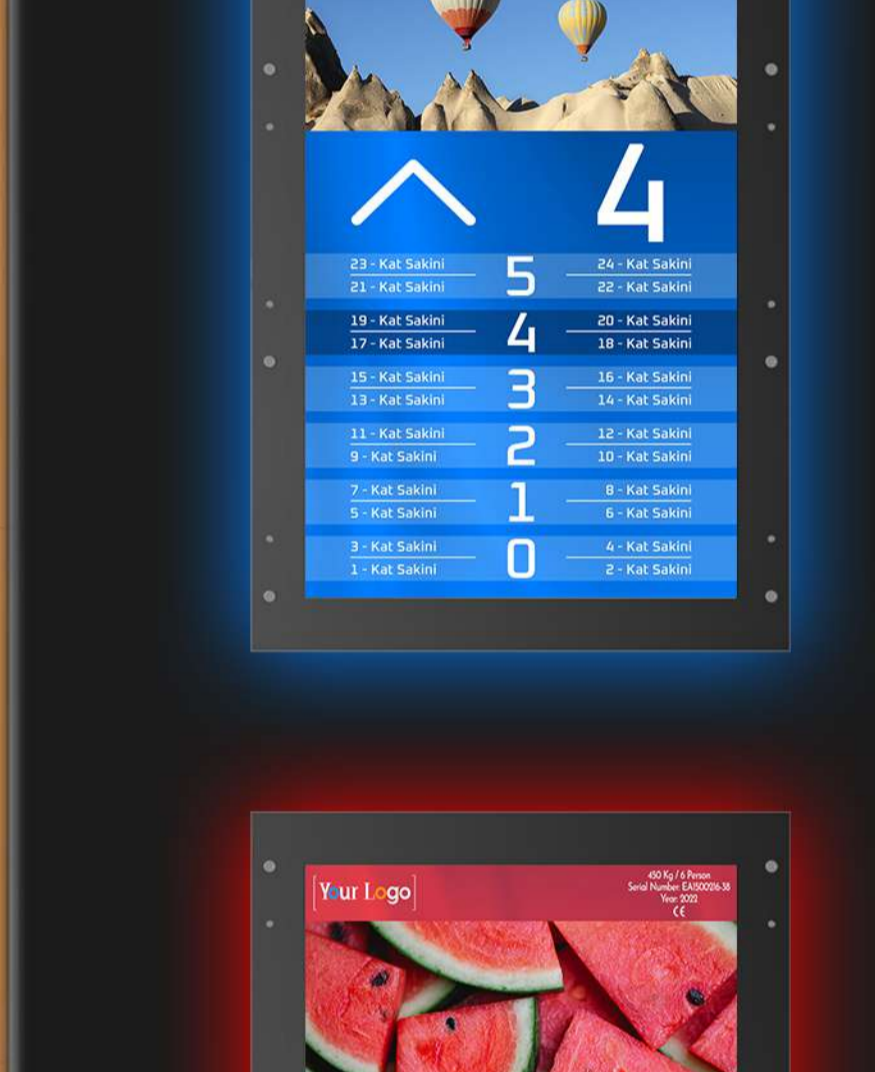 4
23 - Kat Sakini
21 - Kat Sakini
5
24 - Kat Sakini
22 - Kat Sakini
19 - Kat Sakini
17 - Kat Sakini
4
20 - Kat Sakini
18 - Kat Sakini
15 - Kat Sakini
13 - Kat Sakini
3
16 - Kat Sakini
14 - Kat Sakini
11 - Kat Sakini
9 - Kat Sakini
2
12 - Kat Sakini
10 - Kat Sakini
7 - Kat Sakini
5 - Kat Sakini
1
8 - Kat Sakini
6 - Kat Sakini
3 - Kat Sakini
1 - Kat Sakini
0
4 - Kat Sakini
2 - Kat Sakini
[Your Logo]
450 Kg / 6 Person
Serial Number: EA1500216-38
Year: 2022
CE